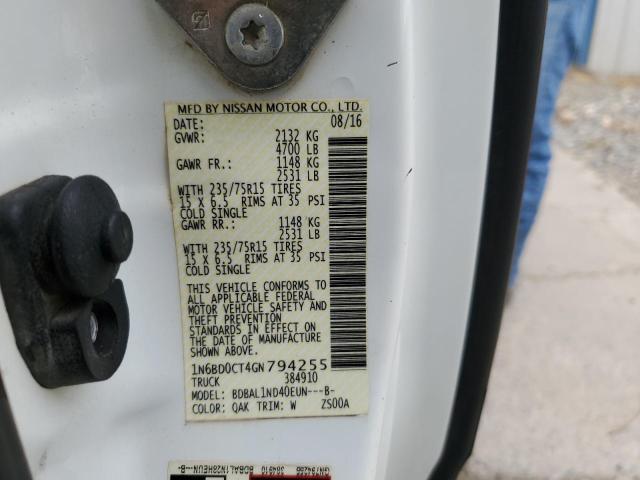 MFD BY NISSAN MOTOR CO., LTD.
DATE: 08/16
GVWR: 2132 KG
4700 LB
GAWR FR.: 1148 KG
2531 LB
WITH 235/75R15 TIRES
15 X 6.5 RIMS AT 35 PSI
COLD SINGLE
GAWR RR.: 1148 KG
2531 LB
WITH 235/75R15 TIRES
15 X 6.5 RIMS AT 35 PSI
COLD SINGLE
THIS VEHICLE CONFORMS TO
ALL APPLICABLE FEDERAL
MOTOR VEHICLE SAFETY AND
THEFT PREVENTION
STANDARDS IN EFFECT ON
THE DATE OF MANUFACTURE
SHOWN ABOVE.
1N6BD0CT4GN794255
TRUCK 384910
MODEL: BDBAL1ND40EUN---B-
COLOR: QAK TRIM: W ZS00A
384910